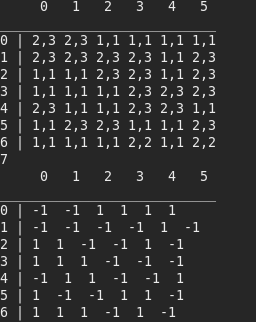 0 1 2 3 4 5
0 | 2,3 2,3 1,1 1,1 1,1 1,1
1 | 2,3 2,3 2,3 2,3 1,1 2,3
2 | 1,1 1,1 2,3 2,3 1,1 2,3
3 | 1,1 1,1 1,1 2,3 2,3 2,3
4 | 2,3 1,1 1,1 2,3 2,3 1,1
5 | 1,1 2,3 2,3 1,1 1,1 2,3
6 | 1,1 1,1 1,1 2,2 1,1 2,2
7
0 1 2 3 4 5
0 | -1 -1 1 1 1 1
1 | -1 -1 -1 -1 1 -1
2 | 1 1 -1 -1 1 -1
3 | 1 1 1 -1 -1 -1
4 | -1 1 1 -1 -1 1
5 | 1 -1 -1 1 1 -1
6 | 1 1 1 -1 1 -1